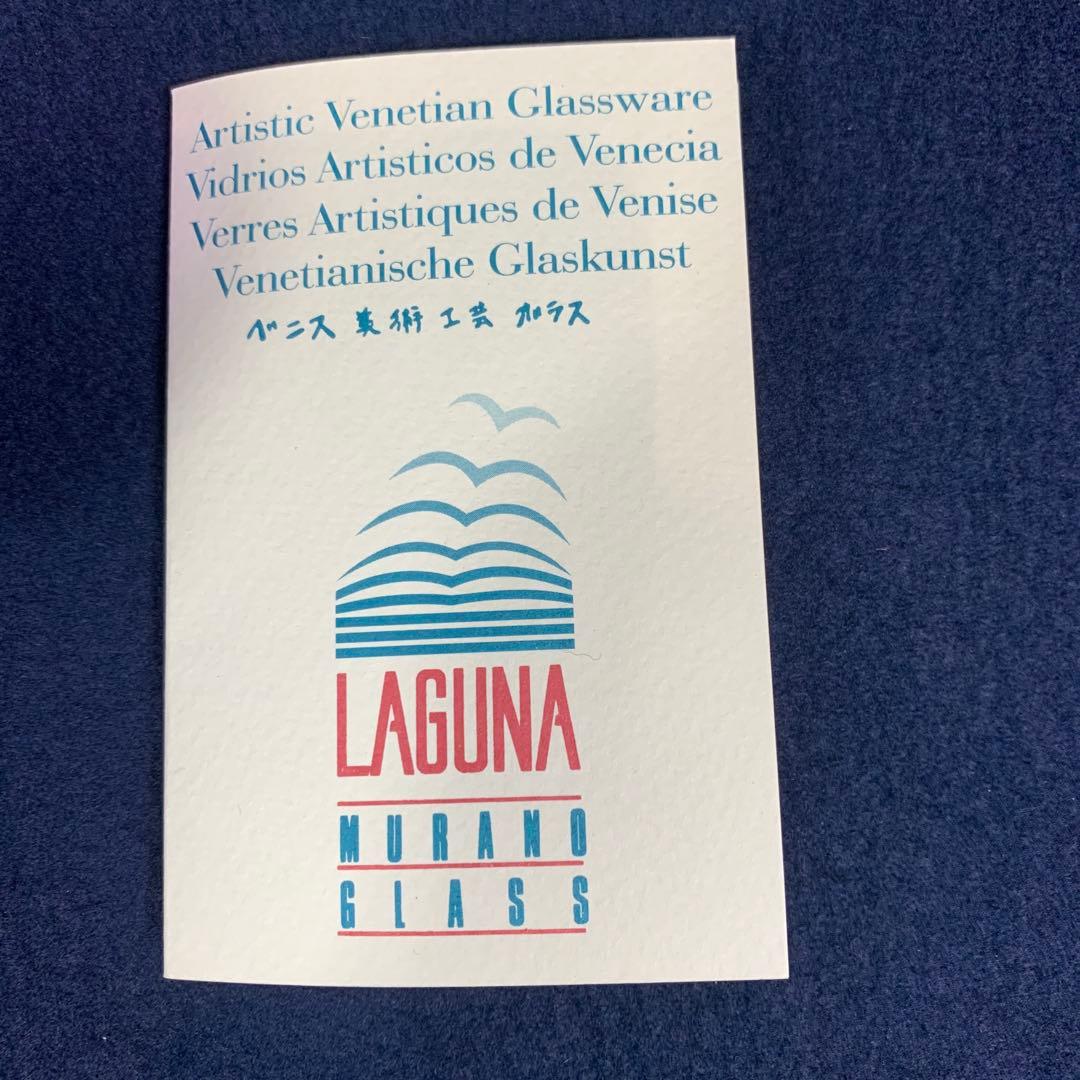 Artistic Venetian Glassware
Vidrios Artisticos de Venecia
Verres Artistiques de Venise
Venetianische Glaskunst
ベニス 美術工芸 ガラス
LAGUNA
MURANO
GLASS